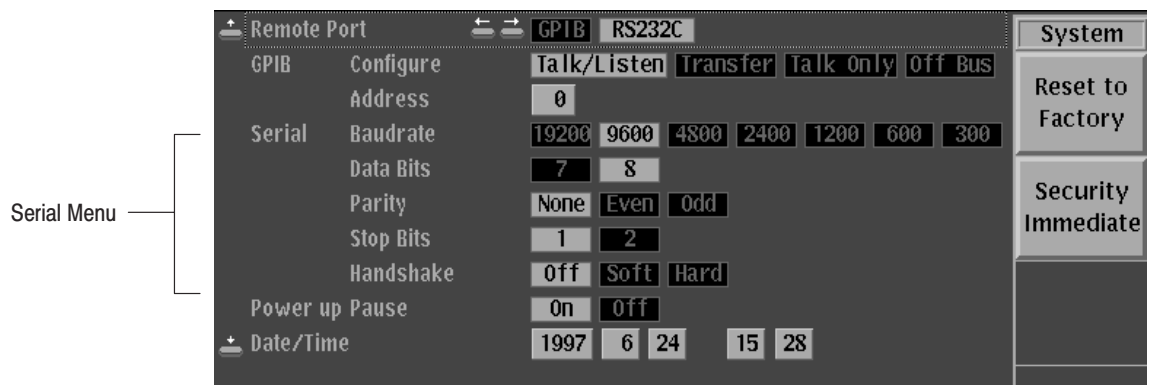 Remote Port GPIB RS232C
GPIB Configure Talk/Listen Transfer Talk Only Off Bus
Address 0
Serial Baudrate 19200 9600 4800 2400 1200 600 300
Data Bits 7 8
Parity None Even Odd
Stop Bits 1 2
Handshake Off Soft Hard
Power up Pause On Off
Date/Time 1997 6 24 15 28
Serial Menu
System
Reset to
Factory
Security
Immediate